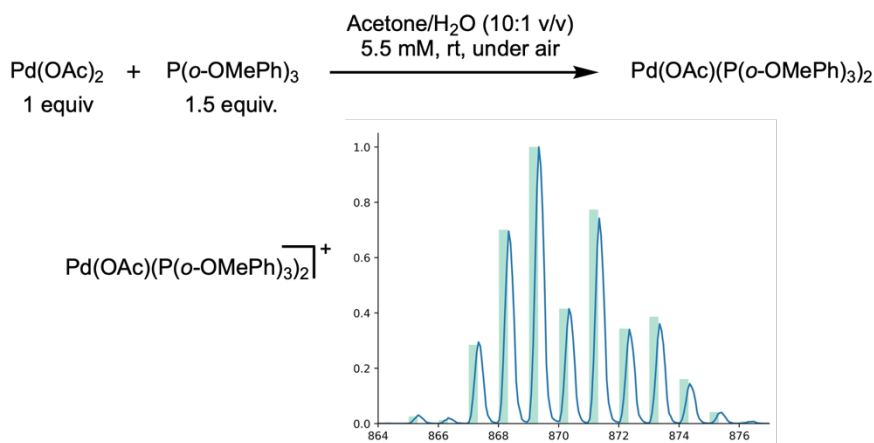 Acetone/H₂O (10:1 v/v)
5.5 mM, rt, under air
Pd(OAc)₂ + P(o-OMePh)₃ Pd(OAc)(P(o-OMePh)₃)₂
1 equiv 1.5 equiv.
Pd(OAc)(P(o-OMePh)₃)₂ +
1.0
0.8
0.6
0.4
0.2
0.0
864 866 868 870 872 874 876